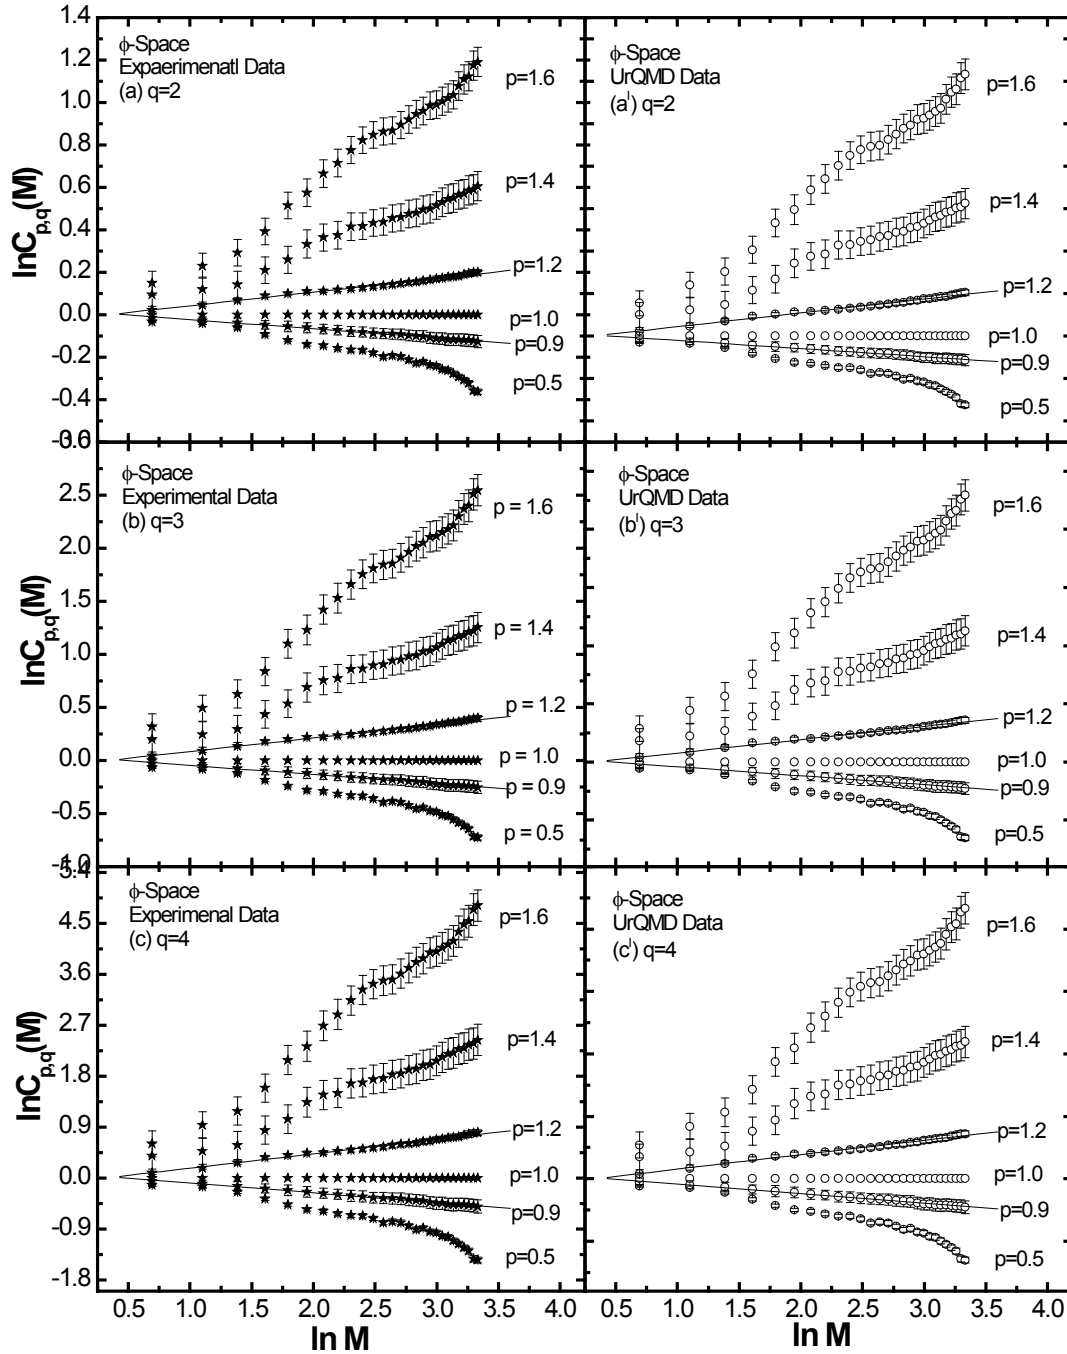 1.4
1.2
1.0
0.8
0.6
0.4
0.2
0.0
-0.2
-0.4
-0.6
lnC_{p,q}(M)
ϕ-Space
Expaerimenatl Data
(a) q=2
p=1.6
p=1.4
p=1.2
p=1.0
p=0.9
p=0.5
ϕ-Space
UrQMD Data
(a^l) q=2
p=1.6
p=1.4
p=1.2
p=1.0
p=0.9
p=0.5
2.5
2.0
1.5
1.0
0.5
0.0
-0.5
-1.0
lnC_{p,q}(M)
ϕ-Space
Experimental Data
(b) q=3
p = 1.6
p = 1.4
p = 1.2
p = 1.0
p = 0.9
p = 0.5
ϕ-Space
UrQMD Data
(b^l) q=3
p=1.6
p=1.4
p=1.2
p=1.0
p=0.9
p=0.5
5.4
4.5
3.6
2.7
1.8
0.9
0.0
-0.9
-1.8
lnC_{p,q}(M)
ϕ-Space
Experimenal Data
(c) q=4
p=1.6
p=1.4
p=1.2
p=1.0
p=0.9
p=0.5
ϕ-Space
UrQMD Data
(c^l) q=4
p=1.6
p=1.4
p=1.2
p=1.0
p=0.9
p=0.5
0.5 1.0 1.5 2.0 2.5 3.0 3.5 4.0
0.5 1.0 1.5 2.0 2.5 3.0 3.5 4.0
ln M
ln M